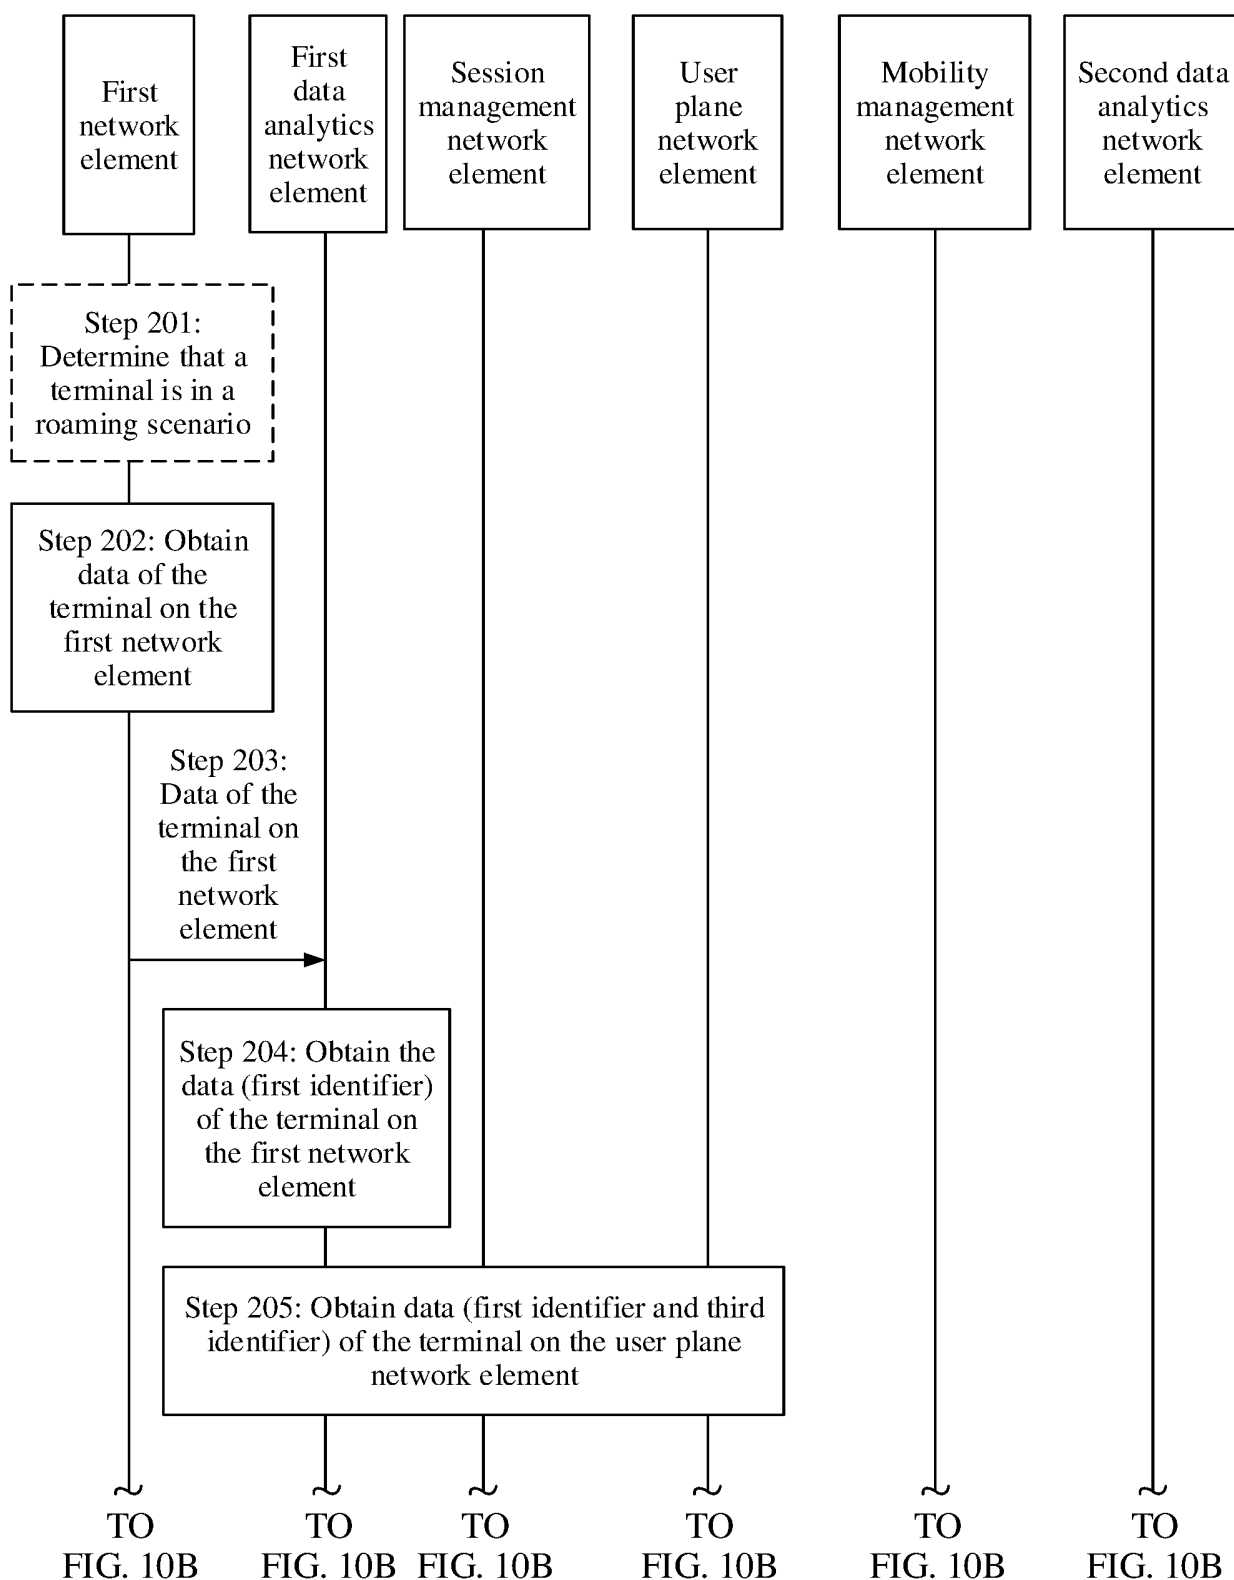 First
network
element
First
data
analytics
network
element
Session
management
network
element
User
plane
network
element
Mobility
management
network
element
Second data
analytics
network
element
Step 201:
Determine that a
terminal is in a
roaming scenario
Step 202: Obtain
data of the
terminal on the
first network
element
Step 203:
Data of the
terminal on
the first
network
element
Step 204: Obtain the
data (first identifier)
of the terminal on
the first network
element
Step 205: Obtain data (first identifier and third
identifier) of the terminal on the user plane
network element
TO
FIG. 10B
TO
FIG. 10B
TO
FIG. 10B
TO
FIG. 10B
TO
FIG. 10B
TO
FIG. 10B